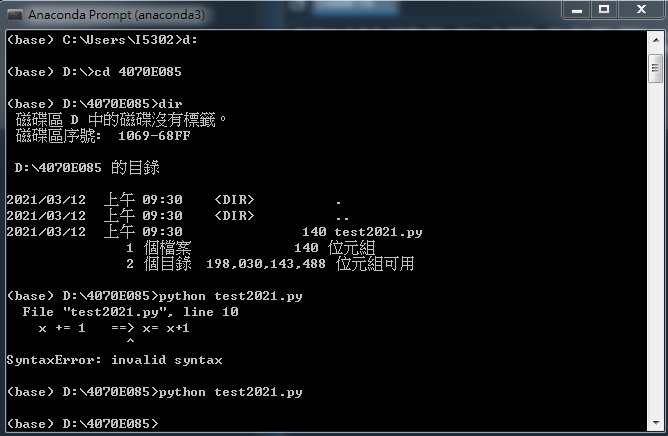 Anaconda Prompt (anaconda3)
(base) C:\Users\I5302>d:
(base) D:\>cd 4070E085
(base) D:\4070E085>dir
磁碟區 D 中的磁碟沒有標籤。
磁碟區序號:  1069-68FF
D:\4070E085 的目錄
2021/03/12  上午 09:30    <DIR>          .
2021/03/12  上午 09:30    <DIR>          ..
2021/03/12  上午 09:30               140 test2021.py
1 個檔案             140 位元組
2 個目錄  198,030,143,488 位元組可用
(base) D:\4070E085>python test2021.py
File "test2021.py", line 10
x += 1   ==> x= x+1
^
SyntaxError: invalid syntax
(base) D:\4070E085>python test2021.py
(base) D:\4070E085>